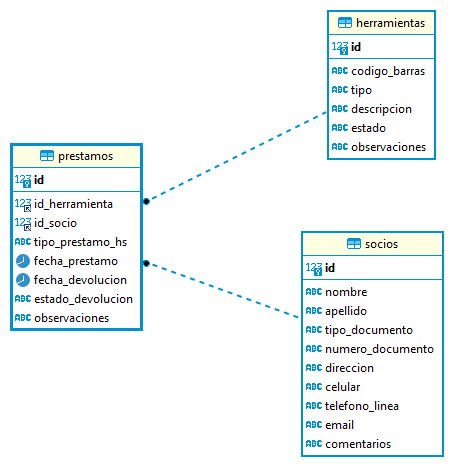 herramientas
123 id
ABC codigo_barras
ABC tipo
ABC descripcion
ABC estado
ABC observaciones
prestamos
123 id
123 id_herramienta
123 id_socio
ABC tipo_prestamo_hs
fecha_prestamo
fecha_devolucion
ABC estado_devolucion
ABC observaciones
socios
123 id
ABC nombre
ABC apellido
ABC tipo_documento
ABC numero_documento
ABC direccion
ABC celular
ABC telefono_linea
ABC email
ABC comentarios